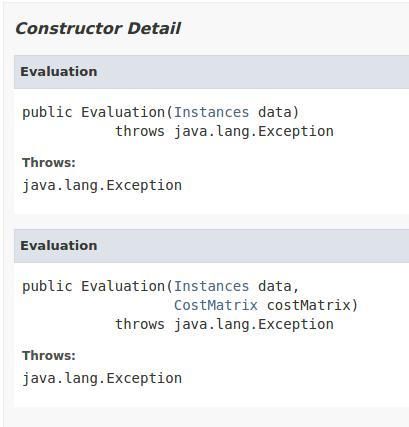 Constructor Detail
Evaluation
public Evaluation(Instances data)
throws java.lang.Exception
Throws:
java.lang.Exception
Evaluation
public Evaluation(Instances data,
CostMatrix costMatrix)
throws java.lang.Exception
Throws:
java.lang.Exception